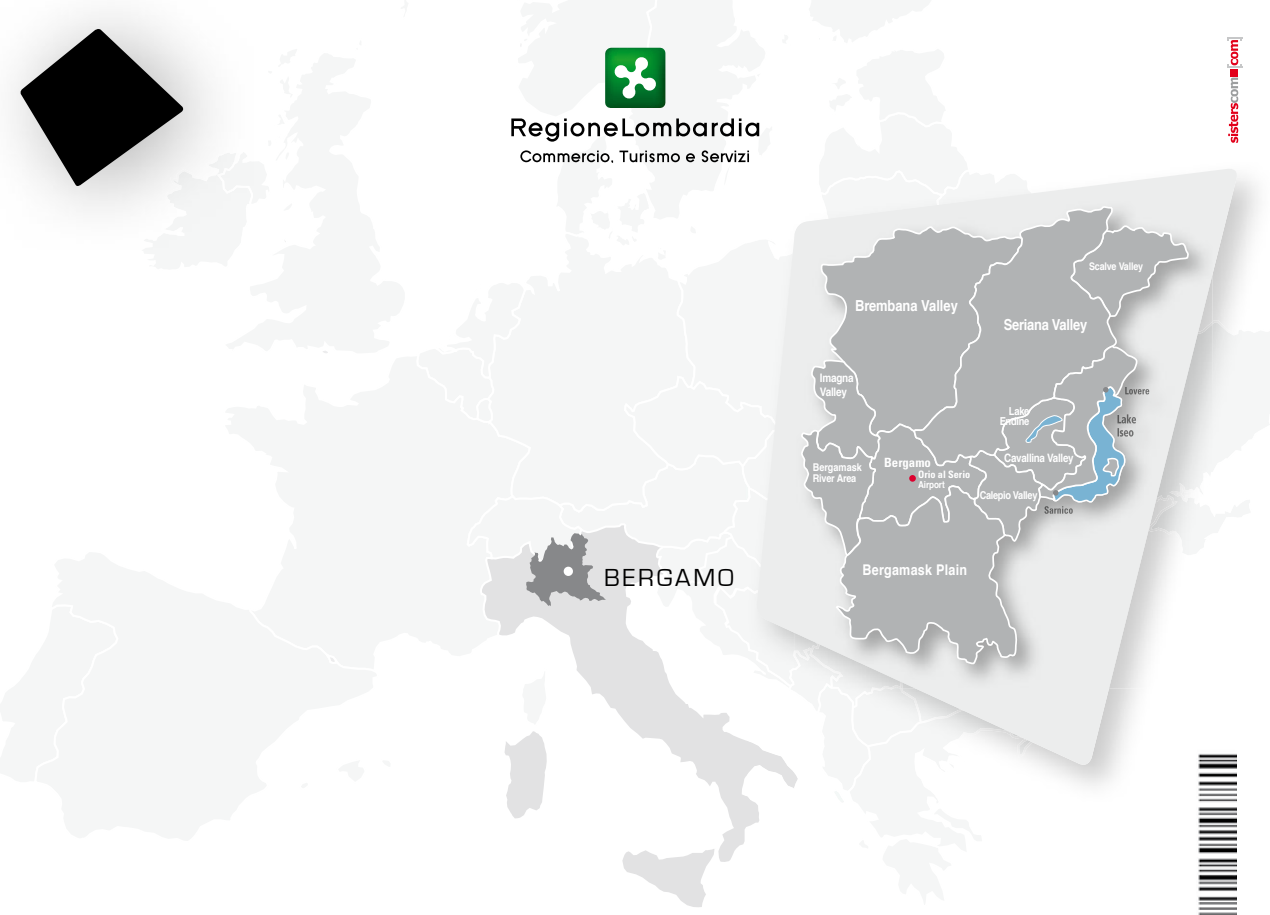 RegioneLombardia
Commercio, Turismo e Servizi
sisterscom[com]
Scalve Valley
Brembana Valley
Seriana Valley
Imagna
Valley
Lovere
Lake
Endine
Lake
Iseo
Cavallina Valley
Bergamask
River Area
Bergamo
Orio al Serio
Airport
Calepio Valley
Sarnico
Bergamask Plain
BERGAMO